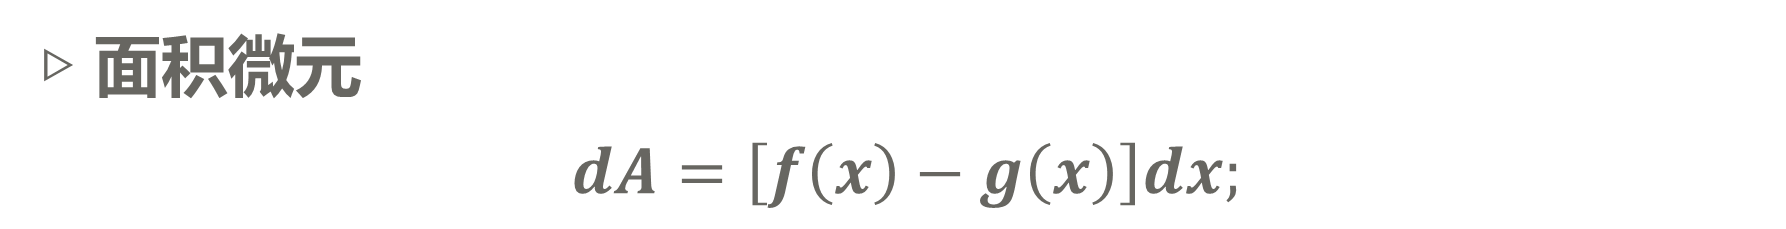 ▷ 面积微元
dA = [f(x) − g(x)]dx;